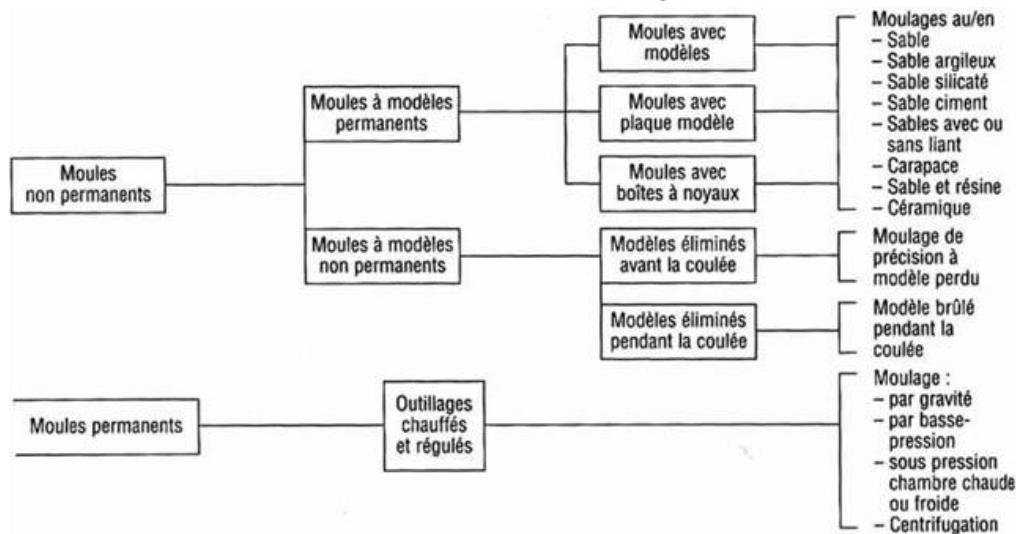 Moules
non permanents
Moules à modèles
permanents
Moules avec
modèles
Moules avec
plaque modèle
Moules avec
boîtes à noyaux
Moulages au/en
– Sable
– Sable argileux
– Sable silicaté
– Sable ciment
– Sables avec ou
sans liant
– Carapace
– Sable et résine
– Céramique
Moules à modèles
non permanents
Modèles éliminés
avant la coulée
Moulage de
précision à
modèle perdu
Modèles éliminés
pendant la coulée
Modèle brûlé
pendant la
coulée
Moules permanents
Outillages
chauffés
et régulés
Moulage :
– par gravité
– par basse-
pression
– sous pression
chambre chaude
ou froide
– Centrifugation